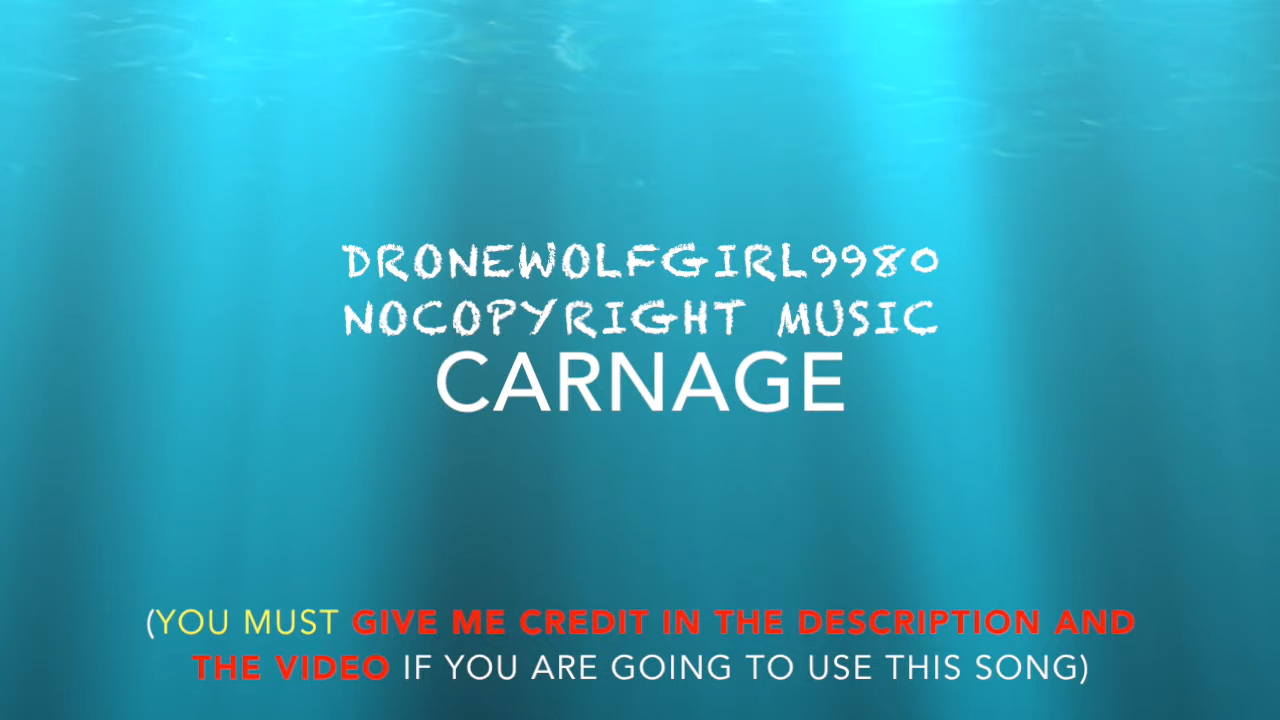 DRONEWOLFGIRL9980
NOCOPYRIGHT MUSIC
CARNAGE
(YOU MUST GIVE ME CREDIT IN THE DESCRIPTION AND
THE VIDEO IF YOU ARE GOING TO USE THIS SONG)